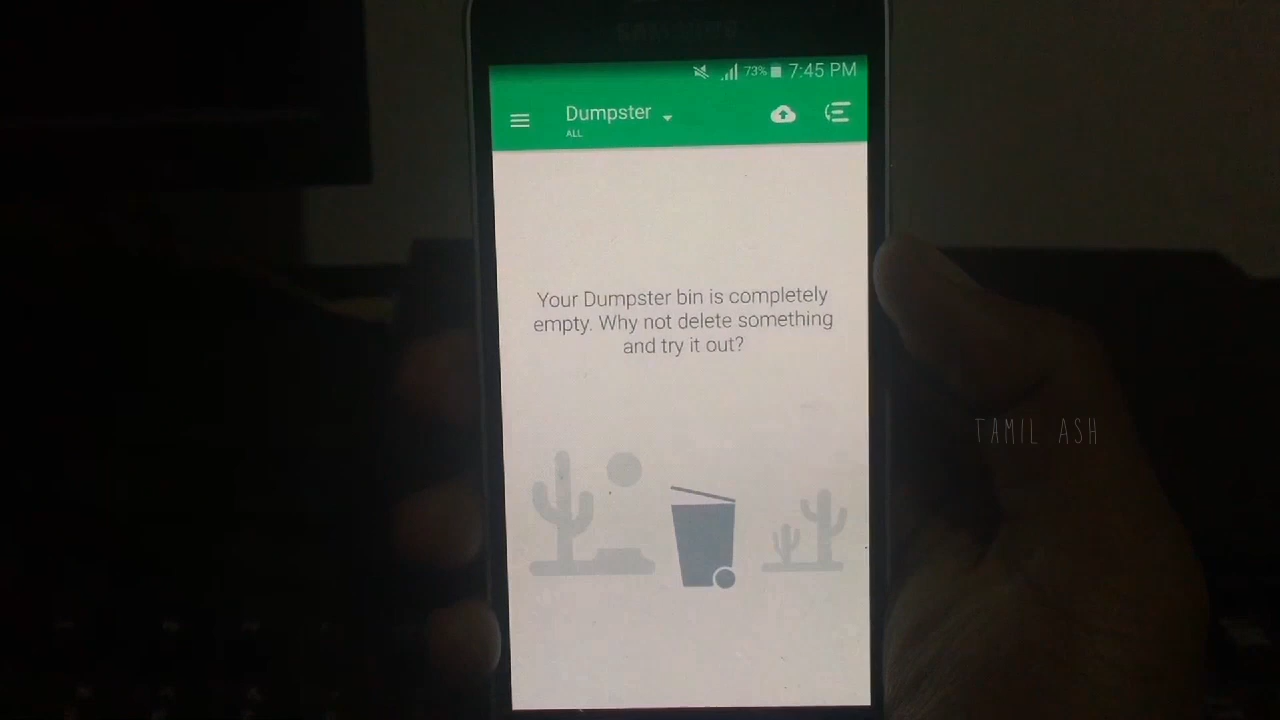 SAMSUNG
73% 7:45 PM
Dumpster
ALL
Your Dumpster bin is completely
empty. Why not delete something
and try it out?
TAMIL ASH